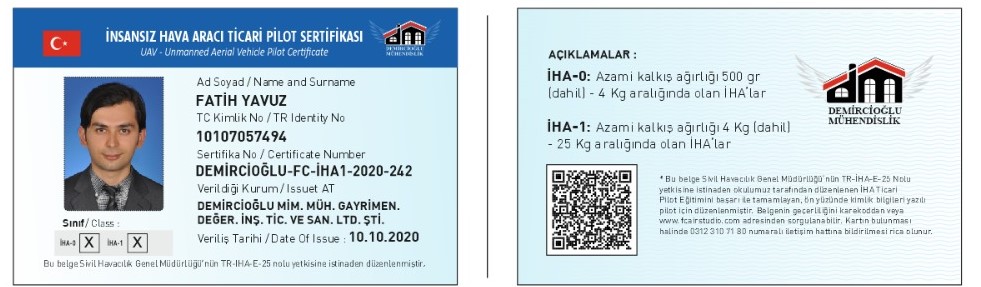 İNSANSIZ HAVA ARACI TİCARİ PİLOT SERTİFİKASI
UAV - Unmanned Aerial Vehicle Pilot Certificate
DEMİRCİOĞLU
MÜHENDİSLİK
Ad Soyad / Name and Surname
FATİH YAVUZ
TC Kimlik No / TR Identity No
10107057494
Sertifika No / Certificate Number
DEMİRCİOĞLU-FC-İHA1-2020-242
Verildiği Kurum / Issuet AT
DEMİRCİOĞLU MİM. MÜH. GAYRİMEN.
DEĞER. İNŞ. TİC. VE SAN. LTD. ŞTİ.
Veriliş Tarihi / Date Of Issue : 10.10.2020
Sınıf / Class :
İHA-0 X İHA-1 X
Bu belge Sivil Havacılık Genel Müdürlüğü'nün TR-İHA-E-25 nolu yetkisine istinaden düzenlenmiştir.
AÇIKLAMALAR :
İHA-0: Azami kalkış ağırlığı 500 gr
(dahil) - 4 Kg aralığında olan İHA'lar
İHA-1: Azami kalkış ağırlığı 4 Kg (dahil)
- 25 Kg aralığında olan İHA'lar
DEMİRCİOĞLU
MÜHENDİSLİK
* Bu belge Sivil Havacılık Genel Müdürlüğü'nün TR-İHA-E-25 Nolu
yetkisine istinaden okulumuz tarafından düzenlenen İHA Ticari
Pilot Eğitimini başarı ile tamamlayan, ön yüzünde kimlik bilgileri yazılı
pilot için düzenlenmiştir. Belgenin geçerliliğini karekoddan veya
www.fcairstudio.com adresinden sorgulanabilir. Kartın bulunması
halinde 0312 310 71 80 numaralı iletişim hattına bildirilmesi rica olunur.